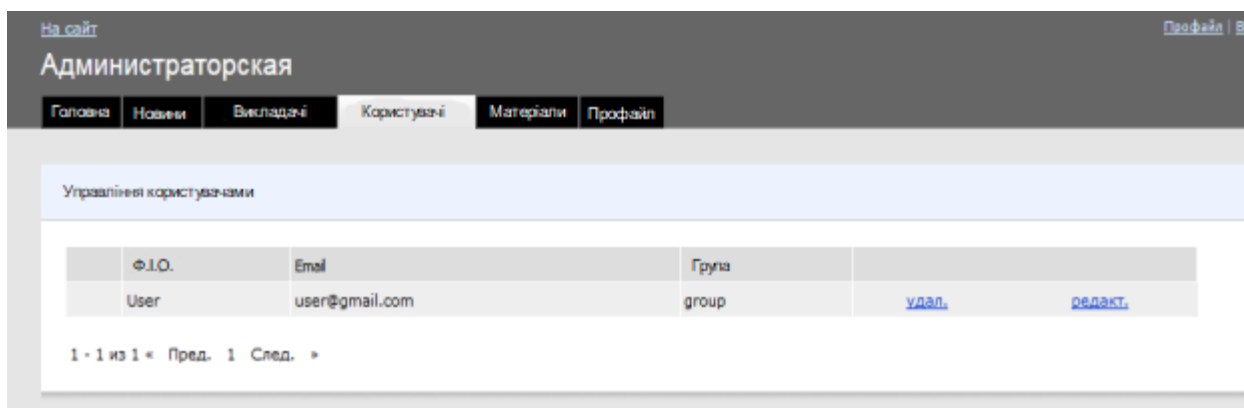 На сайт Профайл |
Администраторская
Головна Новини Викладачі Користувачі Матеріали Профайл
Управління користувачами
Ф.І.О. Email Група
User user@gmail.com group удал. редакт.
1 - 1 из 1 « Пред. 1 След. »